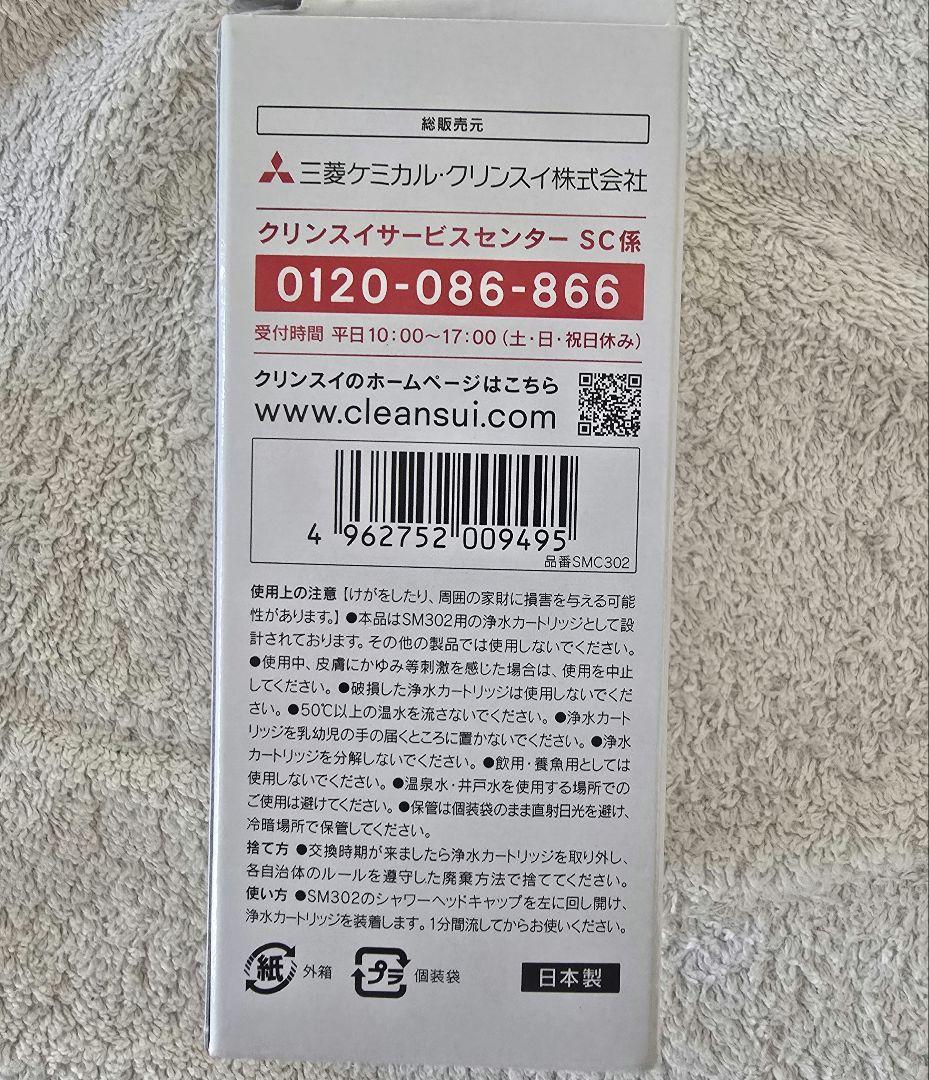 総販売元
三菱ケミカル・クリンスイ株式会社
クリンスイサービスセンター SC係
0120-086-866
受付時間 平日10:00～17:00（土・日・祝日休み）
クリンスイのホームページはこちら
www.cleansui.com
4 962752 009495
品番SMC302
使用上の注意【けがをしたり、周囲の家財に損害を与える可能
性があります。】●本品はSM302用の浄水カートリッジとして設
計されております。その他の製品では使用しないでください。
●使用中、皮膚にかゆみ等刺激を感じた場合は、使用を中止
してください。●破損した浄水カートリッジは使用しないでくだ
さい。●50℃以上の温水を流さないでください。●浄水カート
リッジを乳幼児の手の届くところに置かないでください。●浄水
カートリッジを分解しないでください。●飲用・養魚用としては
使用しないでください。●温泉水・井戸水を使用する場所での
ご使用は避けてください。●保管は個装袋のまま直射日光を避け、
冷暗場所で保管してください。
捨て方 ●交換時期が来ましたら浄水カートリッジを取り外し、
各自治体のルールを遵守した廃棄方法で捨ててください。
使い方 ●SM302のシャワーヘッドキャップを左に回し開け、
浄水カートリッジを装着します。1分間流してからお使いください。
紙 外箱 プラ 個装袋 日本製